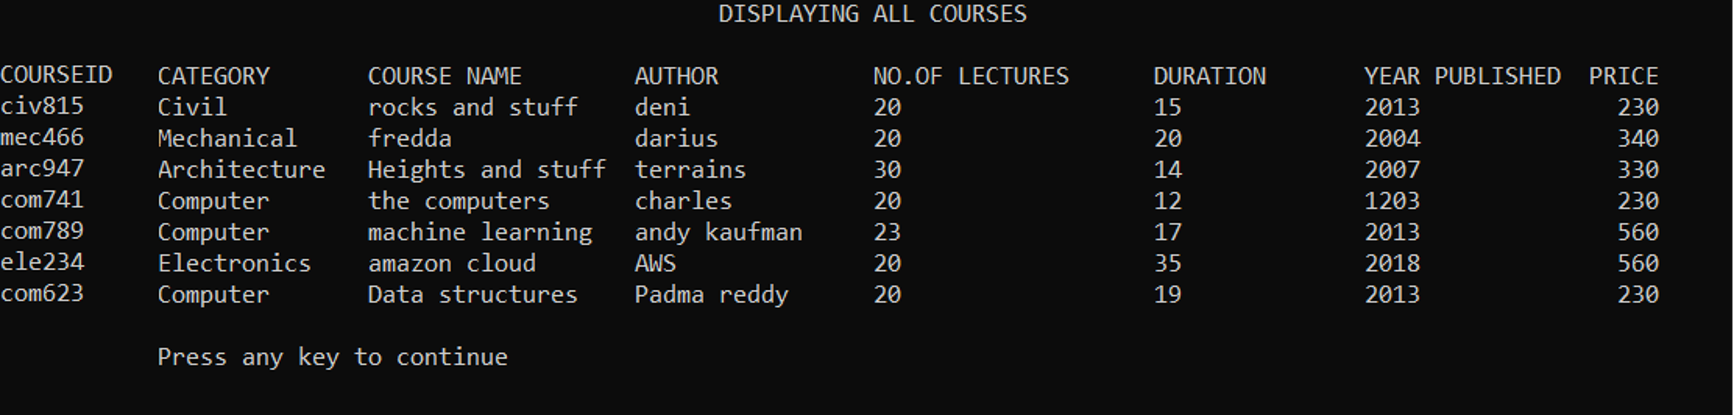 DISPLAYING ALL COURSES
COURSEID CATEGORY COURSE NAME AUTHOR NO.OF LECTURES DURATION YEAR PUBLISHED PRICE
civ815 Civil rocks and stuff deni 20 15 2013 230
mec466 Mechanical fredda darius 20 20 2004 340
arc947 Architecture Heights and stuff terrains 30 14 2007 330
com741 Computer the computers charles 20 12 1203 230
com789 Computer machine learning andy kaufman 23 17 2013 560
ele234 Electronics amazon cloud AWS 20 35 2018 560
com623 Computer Data structures Padma reddy 20 19 2013 230
Press any key to continue